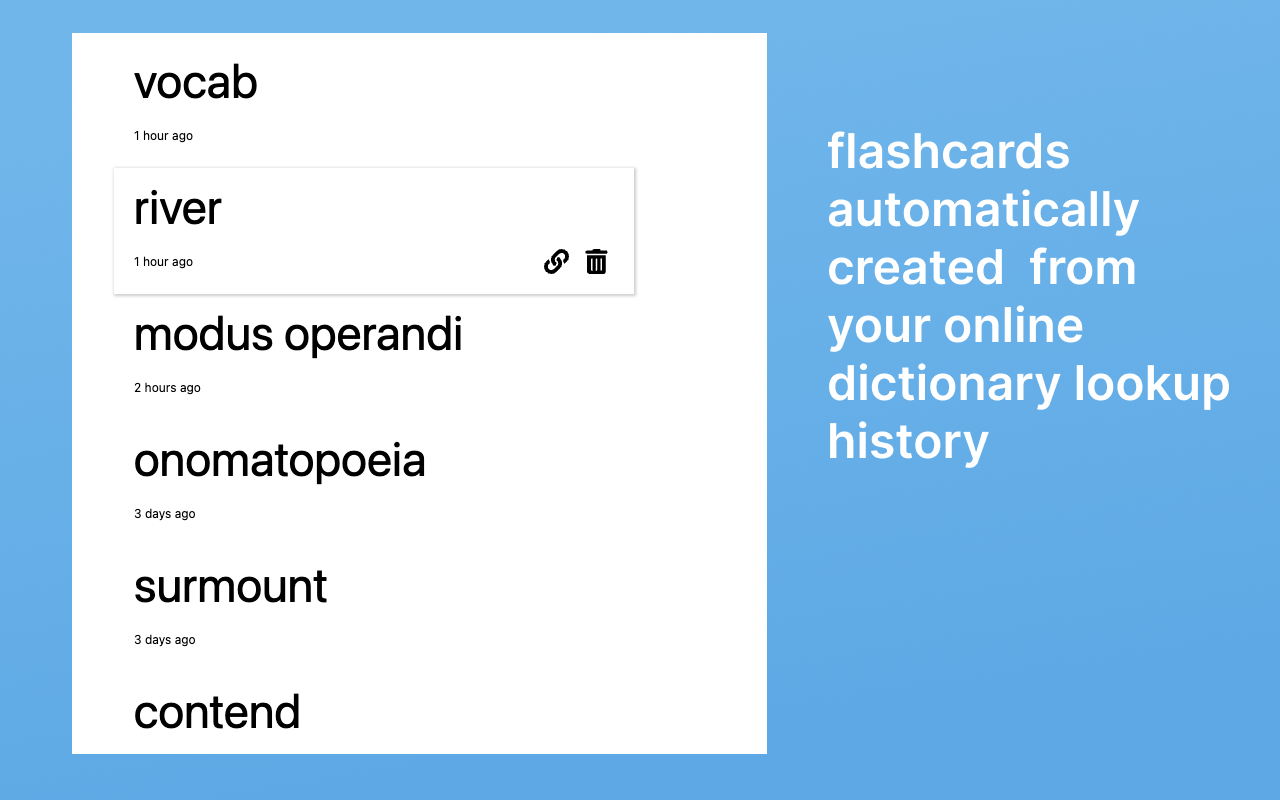 vocab
1 hour ago
river
1 hour ago
modus operandi
2 hours ago
onomatopoeia
3 days ago
surmount
3 days ago
contend
flashcards
automatically
created  from
your online
dictionary lookup
history